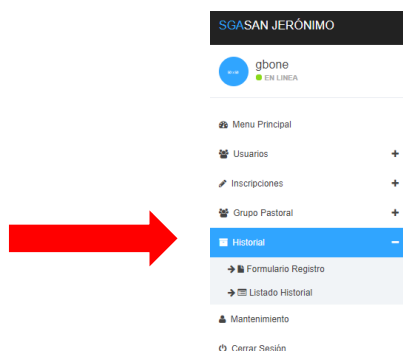 SGASAN JERÓNIMO
gbone
EN LINEA
Menu Principal
Usuarios
Inscripciones
Grupo Pastoral
Historial
Formulario Registro
Listado Historial
Mantenimiento
Cerrar Sesión